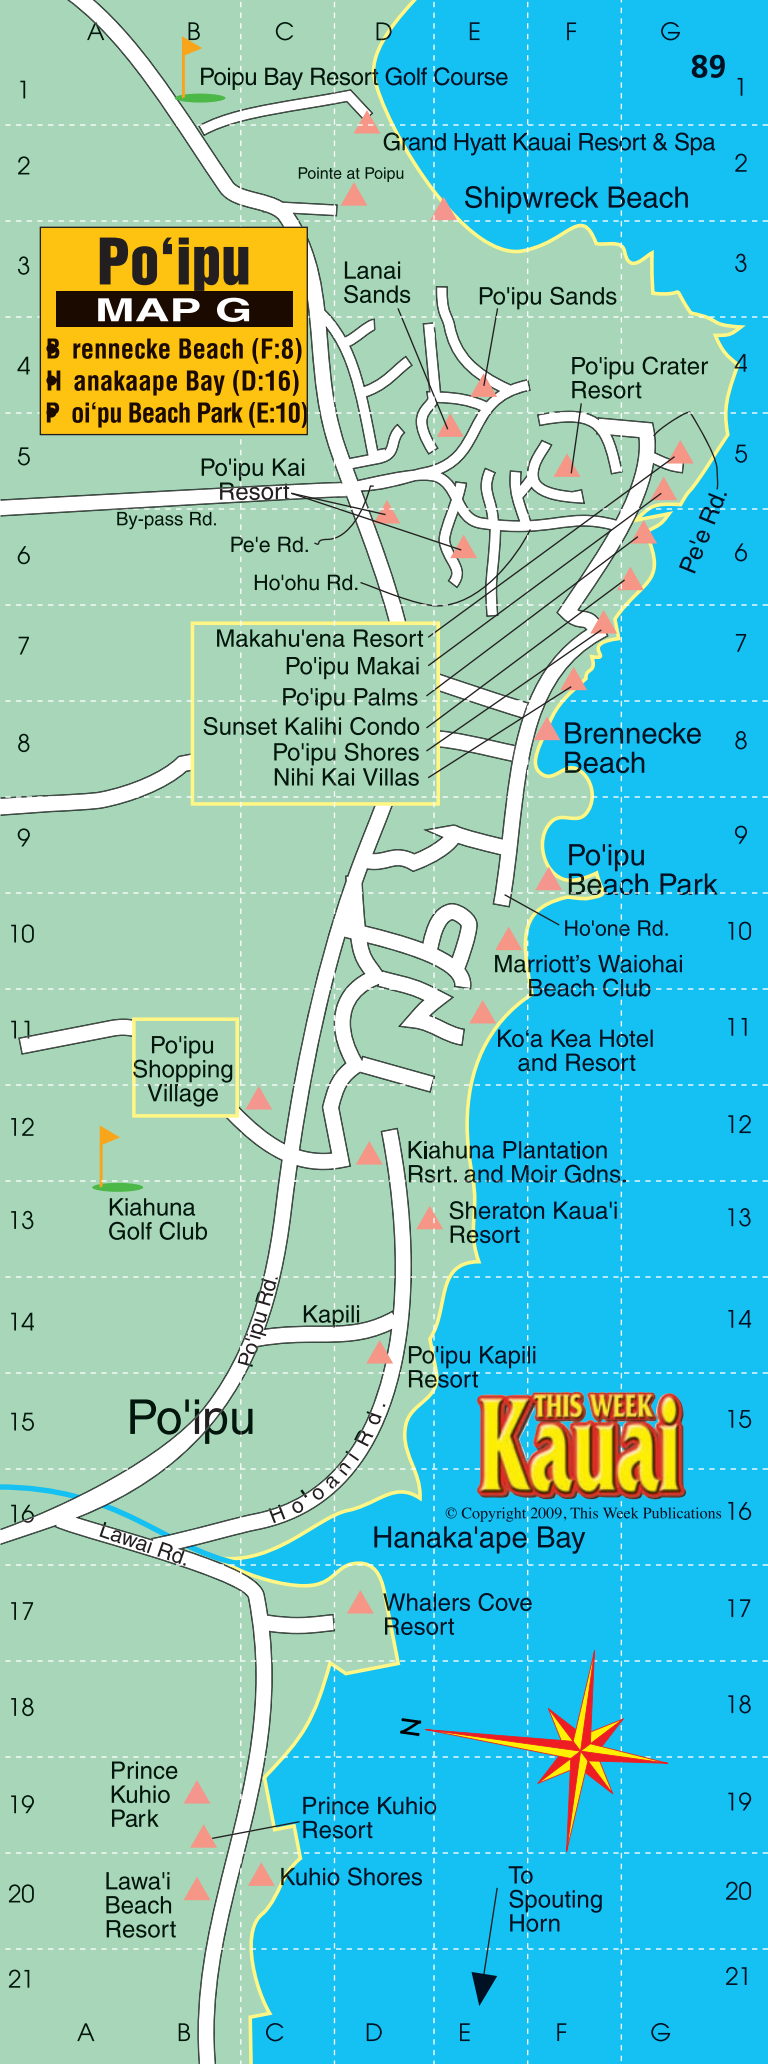 A B C D E F G
89
1 1
Poipu Bay Resort Golf Course
Grand Hyatt Kauai Resort & Spa
2 2
Pointe at Poipu
Shipwreck Beach
Po‘ipu
MAP G
B rennecke Beach (F:8)
H anakaape Bay (D:16)
P oi‘pu Beach Park (E:10)
3 3
Lanai
Sands
Po'ipu Sands
4 4
Po'ipu Crater
Resort
5 5
Po'ipu Kai
Resort
By-pass Rd.
Pe'e Rd.
Pe'e Rd.
6 6
Ho'ohu Rd.
7 7
Makahu'ena Resort
Po'ipu Makai
Po'ipu Palms
Sunset Kalihi Condo
Po'ipu Shores
Nihi Kai Villas
8 8
Brennecke
Beach
9 9
Po'ipu
Beach Park
10 10
Ho'one Rd.
Marriott’s Waiohai
Beach Club
11 11
Ko‘a Kea Hotel
and Resort
Po'ipu
Shopping
Village
12 12
Kiahuna Plantation
Rsrt. and Moir Gdns.
Kiahuna
Golf Club
13 13
Sheraton Kaua'i
Resort
14 14
Po'ipu Rd.
Kapili
Po'ipu Kapili
Resort
15 15
Po'ipu
THIS WEEK
Kauai
Ho'oani Rd.
16 16
© Copyright 2009, This Week Publications
Hanaka'ape Bay
Lawai Rd.
17 17
Whalers Cove
Resort
18 18
N
19 19
Prince
Kuhio
Park
Prince Kuhio
Resort
20 20
Lawa'i
Beach
Resort
Kuhio Shores
To
Spouting
Horn
21 21
A B C D E F G